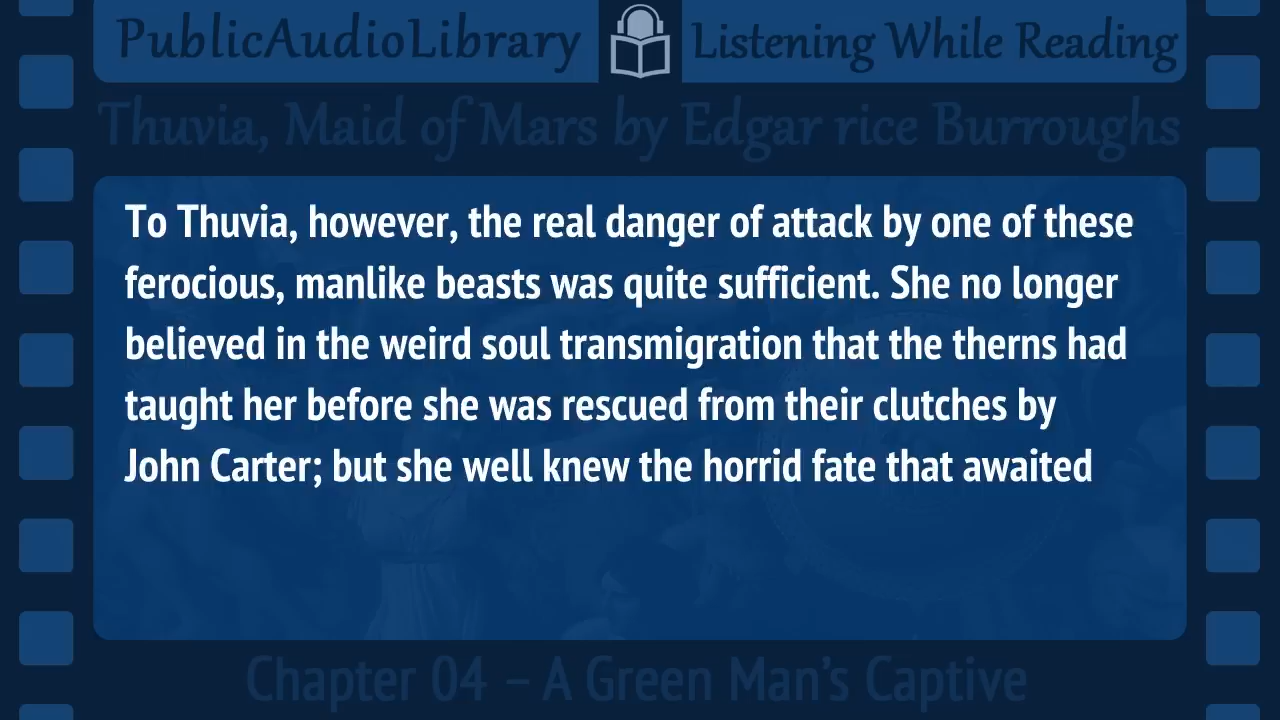 PublicAudioLibrary Listening While Reading
Thuvia, Maid of Mars by Edgar rice Burroughs
To Thuvia, however, the real danger of attack by one of these
ferocious, manlike beasts was quite sufficient. She no longer
believed in the weird soul transmigration that the therns had
taught her before she was rescued from their clutches by
John Carter; but she well knew the horrid fate that awaited
Chapter 04 – A Green Man’s Captive